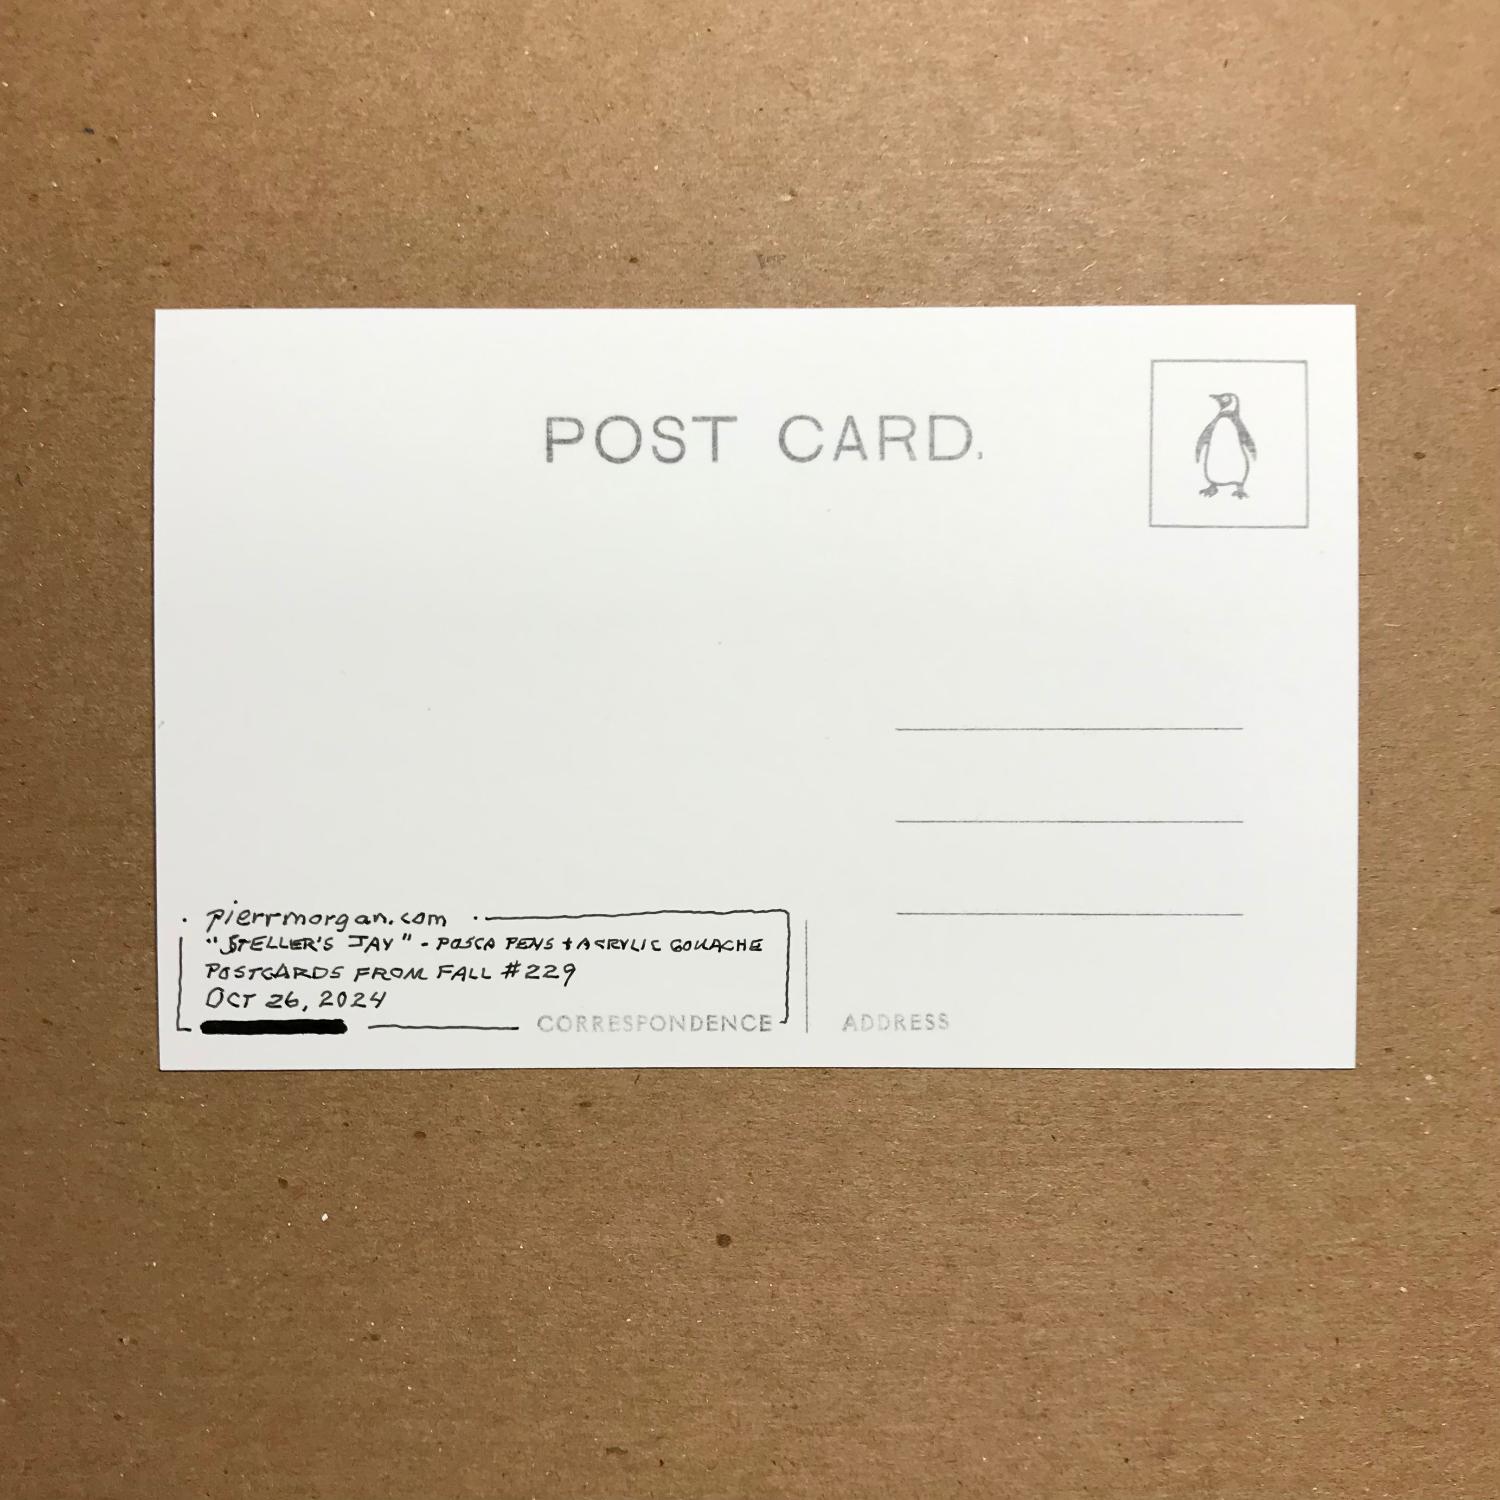 POST CARD.
pierrmorgan.com
"STELLER'S JAY" - POSCA PENS + ACRYLIC GOUACHE
POSTCARDS FROM FALL #229
OCT 26, 2024
CORRESPONDENCE
ADDRESS